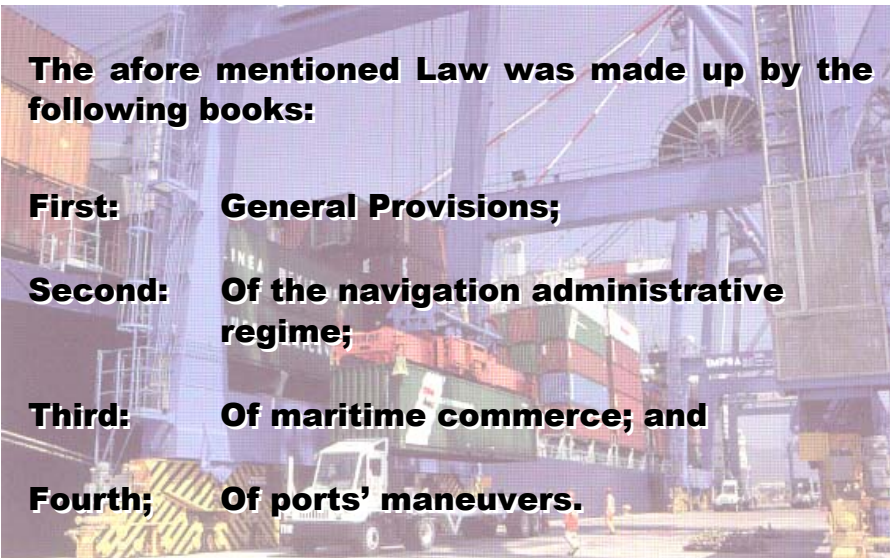 The afore mentioned Law was made up by the
following books:
First: General Provisions;
Second: Of the navigation administrative
regime;
Third: Of maritime commerce; and
Fourth; Of ports’ maneuvers.